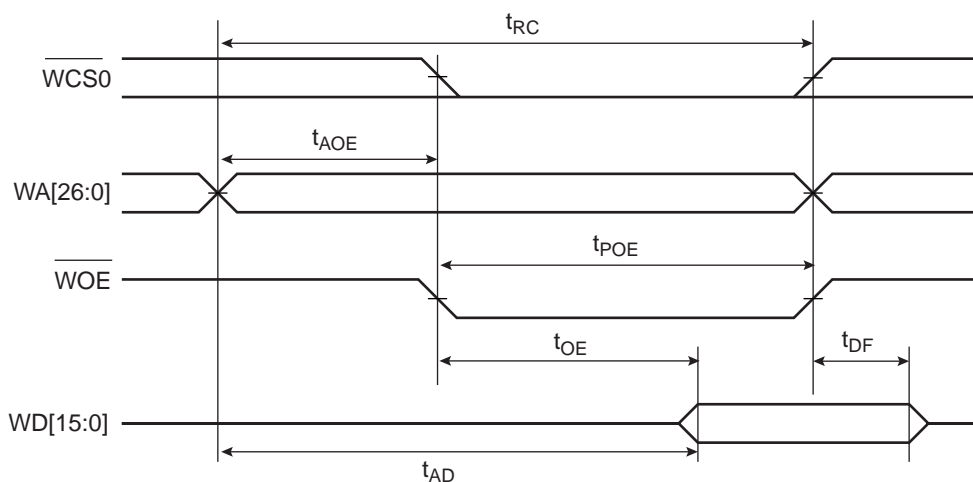 tRC
WCS0
tAOE
WA[26:0]
tPOE
WOE
tOE
tDF
WD[15:0]
tAD